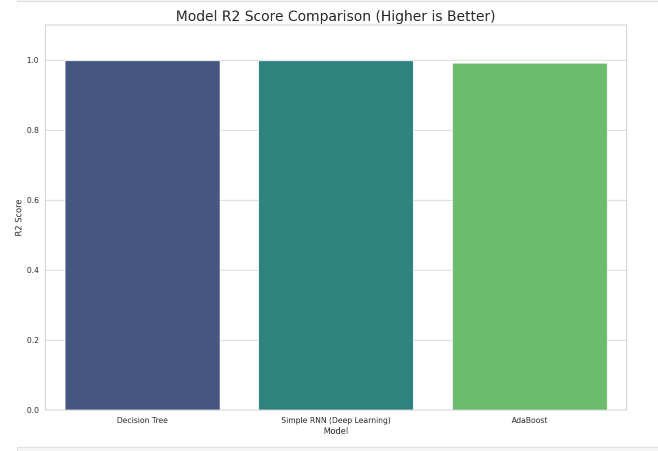 Model R2 Score Comparison (Higher is Better)
1.0
0.8
0.6
R2 Score
0.4
0.2
0.0
Decision Tree Simple RNN (Deep Learning) AdaBoost
Model